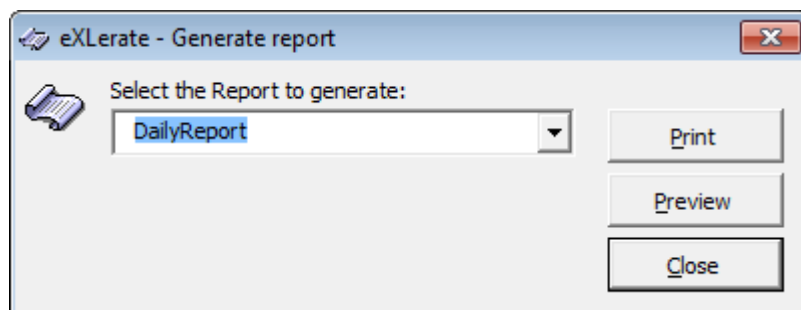 eXLerate - Generate report
Select the Report to generate:
DailyReport
Print
Preview
Close